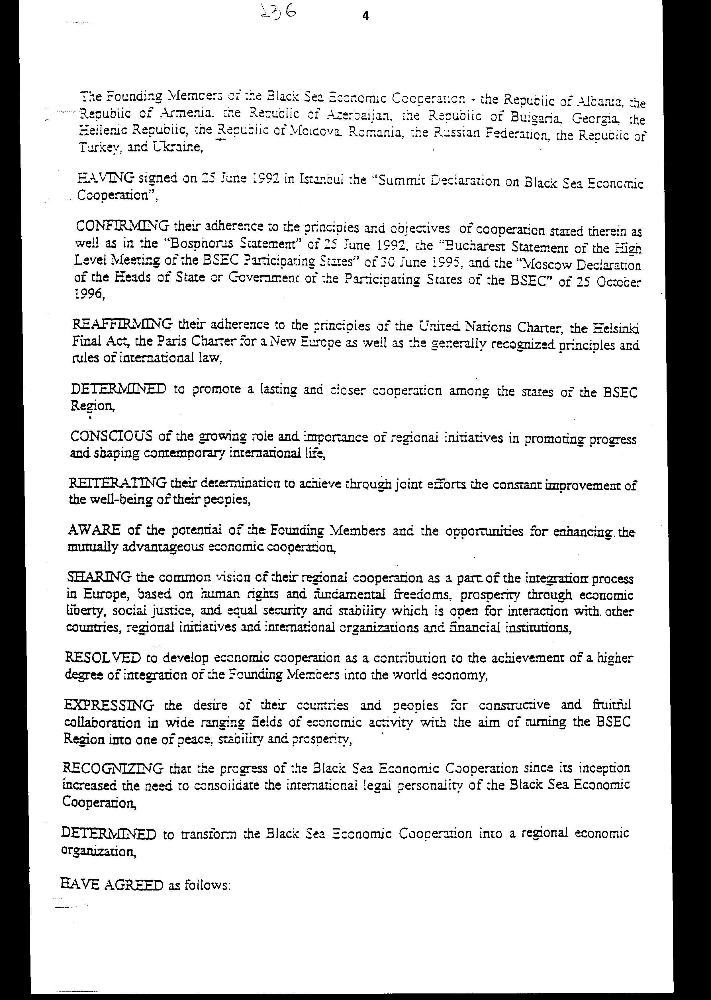 236
4
The Founding Members of the Black Sea Economic Cooperation - the Republic of Albania, the
Republic of Armenia, the Republic of Azerbaijan, the Republic of Bulgaria, Georgia, the
Hellenic Republic, the Republic of Moldova, Romania, the Russian Federation, the Republic of
Turkey, and Ukraine,
HAVING signed on 25 June 1992 in Istanbul the “Summit Declaration on Black Sea Economic
Cooperation”,
CONFIRMING their adherence to the principles and objectives of cooperation stated therein as
well as in the “Bosphorus Statement” of 25 June 1992, the “Bucharest Statement of the High
Level Meeting of the BSEC Participating States” of 30 June 1995, and the “Moscow Declaration
of the Heads of State or Government of the Participating States of the BSEC” of 25 October
1996,
REAFFIRMING their adherence to the principles of the United Nations Charter, the Helsinki
Final Act, the Paris Charter for a New Europe as well as the generally recognized principles and
rules of international law,
DETERMINED to promote a lasting and closer cooperation among the states of the BSEC
Region,
CONSCIOUS of the growing role and importance of regional initiatives in promoting progress
and shaping contemporary international life,
REITERATING their determination to achieve through joint efforts the constant improvement of
the well-being of their peoples,
AWARE of the potential of the Founding Members and the opportunities for enhancing the
mutually advantageous economic cooperation,
SHARING the common vision of their regional cooperation as a part of the integration process
in Europe, based on human rights and fundamental freedoms, prosperity through economic
liberty, social justice, and equal security and stability which is open for interaction with other
countries, regional initiatives and international organizations and financial institutions,
RESOLVED to develop economic cooperation as a contribution to the achievement of a higher
degree of integration of the Founding Members into the world economy,
EXPRESSING the desire of their countries and peoples for constructive and fruitful
collaboration in wide ranging fields of economic activity with the aim of turning the BSEC
Region into one of peace, stability and prosperity,
RECOGNIZING that the progress of the Black Sea Economic Cooperation since its inception
increased the need to consolidate the international legal personality of the Black Sea Economic
Cooperation,
DETERMINED to transform the Black Sea Economic Cooperation into a regional economic
organization,
HAVE AGREED as follows: